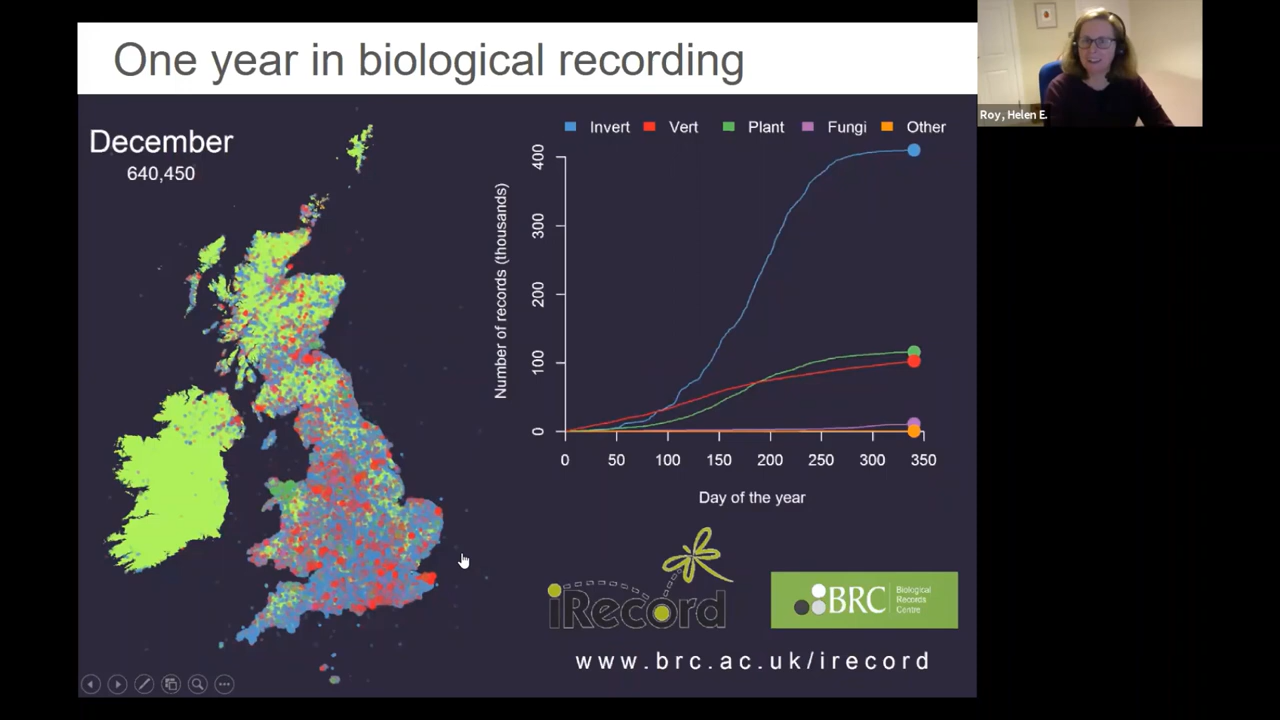 One year in biological recording
Roy, Helen E.
December
640,450
Invert Vert Plant Fungi Other
Number of records (thousands)
400
300
200
100
0
0 50 100 150 200 250 300 350
Day of the year
iRecord
BRC
Biological
Records
Centre
www.brc.ac.uk/irecord